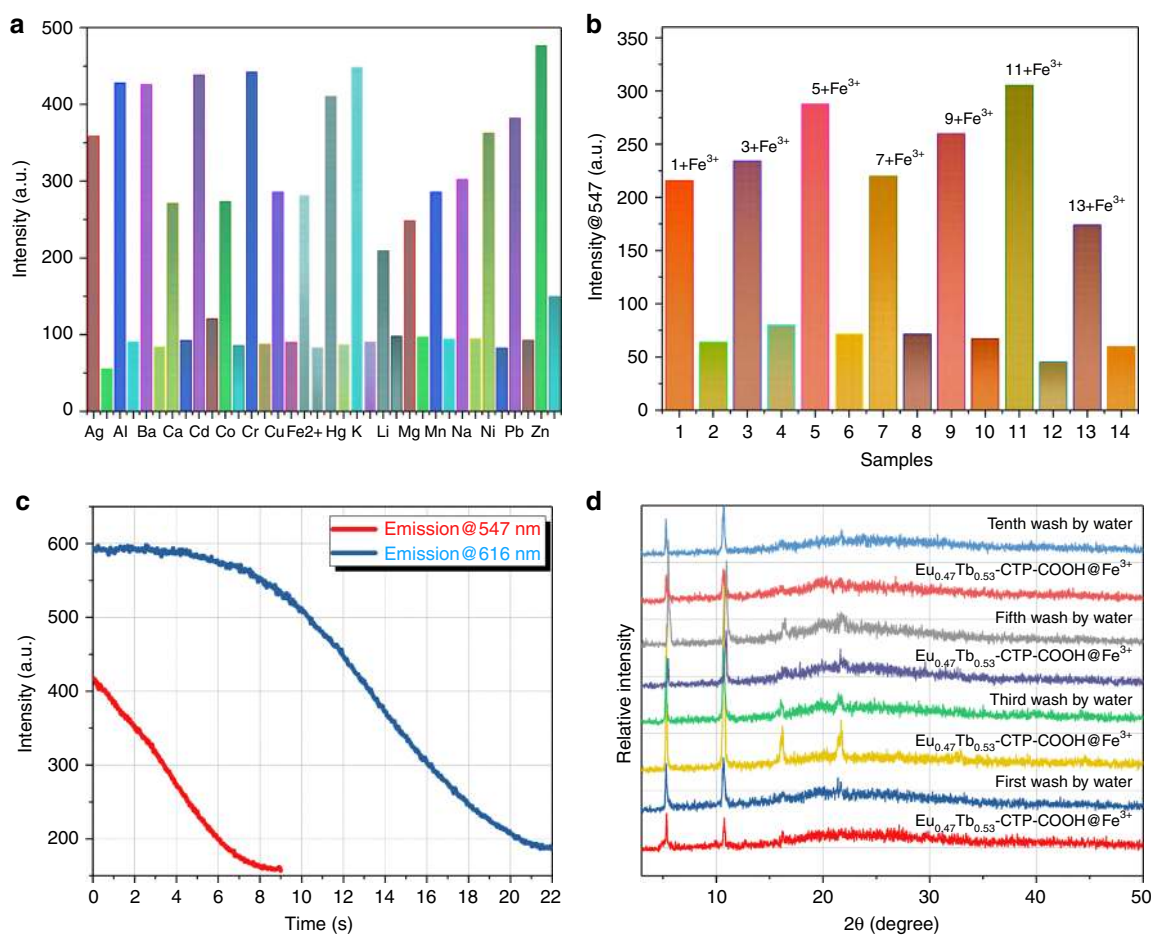 a
500
400
300
200
100
0
Intensity (a.u.)
Ag Al Ba Ca Cd Co Cr Cu Fe2+ Hg K Li Mg Mn Na Ni Pb Zn
b
350
300
250
200
150
100
50
0
Intensity@547 (a.u.)
1+Fe³⁺
3+Fe³⁺
5+Fe³⁺
7+Fe³⁺
9+Fe³⁺
11+Fe³⁺
13+Fe³⁺
1 2 3 4 5 6 7 8 9 10 11 12 13 14
Samples
c
Emission@547 nm
Emission@616 nm
600
500
400
300
200
Intensity (a.u.)
0 2 4 6 8 10 12 14 16 18 20 22
Time (s)
d
Relative intensity
Tenth wash by water
Eu₀.₄₇Tb₀.₅₃-CTP-COOH@Fe³⁺
Fifth wash by water
Eu₀.₄₇Tb₀.₅₃-CTP-COOH@Fe³⁺
Third wash by water
Eu₀.₄₇Tb₀.₅₃-CTP-COOH@Fe³⁺
First wash by water
Eu₀.₄₇Tb₀.₅₃-CTP-COOH@Fe³⁺
10 20 30 40 50
2θ (degree)